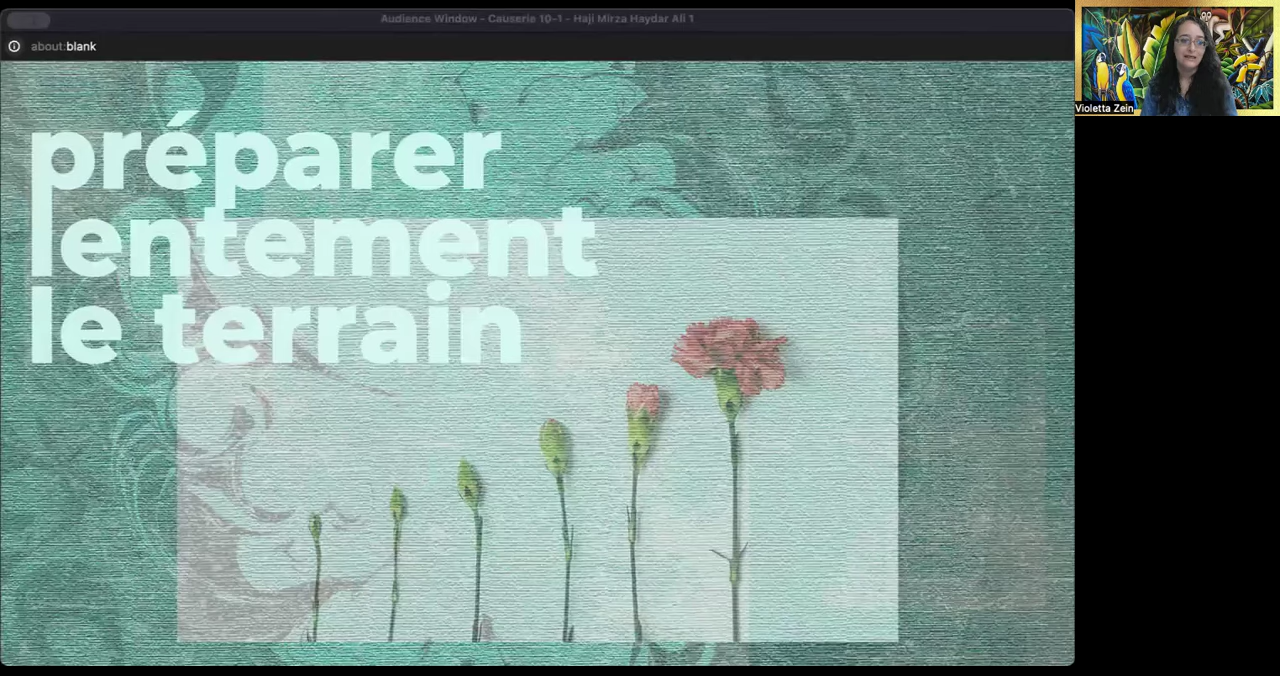 Audience Window - Causerie 10-1 - Haji Mirza Haydar Ali 1
about:blank
préparer
lentement
le terrain
Violetta Zein